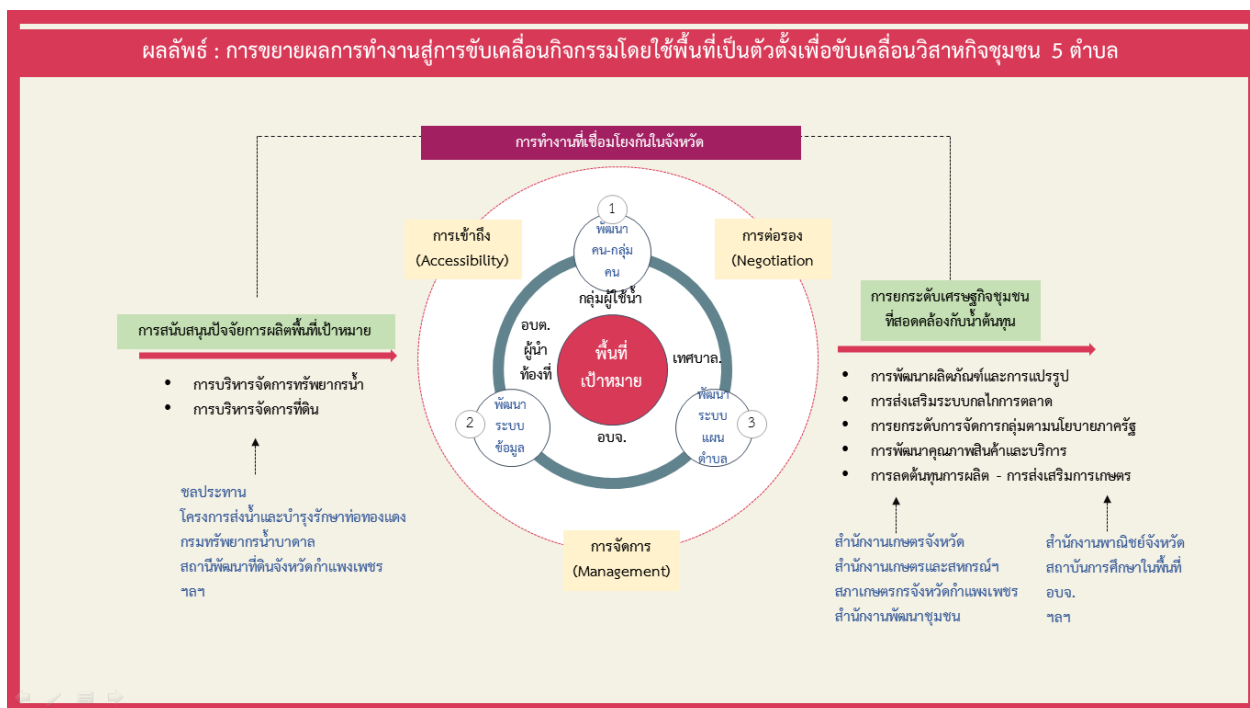 ผลลัพธ์ : การขยายผลการทำงานสู่การขับเคลื่อนกิจกรรมโดยใช้พื้นที่เป็นตัวตั้งเพื่อขับเคลื่อนวิสาหกิจชุมชน 5 ตำบล
การทำงานที่เชื่อมโยงกันในจังหวัด
การเข้าถึง
(Accessibility)
1
พัฒนา
คน-กลุ่ม
คน
การต่อรอง
(Negotiation
กลุ่มผู้ใช้น้ำ
อบต.
ผู้นำ
ท้องที่
พื้นที่
เป้าหมาย
เทศบาล.
อบจ.
2
พัฒนา
ระบบ
ข้อมูล
พัฒนา
ระบบ
แผน
ตำบล
3
การจัดการ
(Management)
การสนับสนุนปัจจัยการผลิตพื้นที่เป้าหมาย
• การบริหารจัดการทรัพยากรน้ำ
• การบริหารจัดการที่ดิน
ชลประทาน
โครงการส่งน้ำและบำรุงรักษาท่อทองแดง
กรมทรัพยากรน้ำบาดาล
สถานีพัฒนาที่ดินจังหวัดกำแพงเพชร
ฯลฯ
การยกระดับเศรษฐกิจชุมชน
ที่สอดคล้องกับน้ำต้นทุน
• การพัฒนาผลิตภัณฑ์และการแปรรูป
• การส่งเสริมระบบกลไกการตลาด
• การยกระดับการจัดการกลุ่มตามนโยบายภาครัฐ
• การพัฒนาคุณภาพสินค้าและบริการ
• การลดต้นทุนการผลิต - การส่งเสริมการเกษตร
สำนักงานเกษตรจังหวัด
สำนักงานเกษตรและสหกรณ์ฯ
สภาเกษตรกรจังหวัดกำแพงเพชร
สำนักงานพัฒนาชุมชน
สำนักงานพาณิชย์จังหวัด
สถาบันการศึกษาในพื้นที่
อบจ.
ฯลฯ